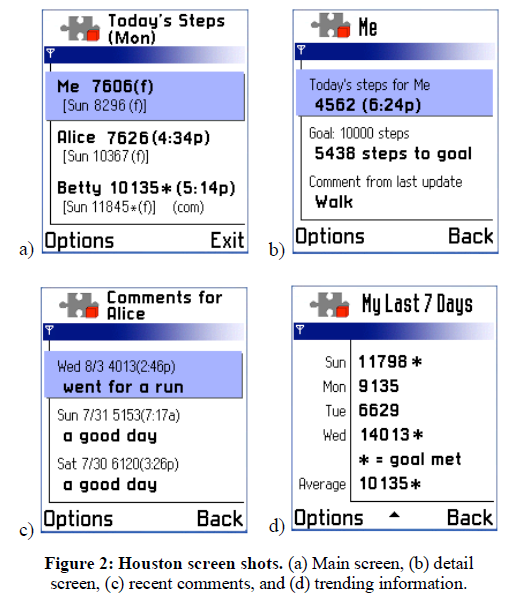 a)
Today's Steps
(Mon)
Me 7606(f)
[Sun 8296 (f)]
Alice 7626 (4:34p)
[Sun 10367 (f)]
Betty 10135* (5:14p)
[Sun 11845*(f)] (com)
Options Exit
b)
Me
Today's steps for Me
4562 (6:24p)
Goal: 10000 steps
5438 steps to goal
Comment from last update
Walk
Options Back
c)
Comments for
Alice
Wed 8/3 4013(2:46p)
went for a run
Sun 7/31 5153(7:17a)
a good day
Sat 7/30 6120(3:26p)
a good day
Options Back
d)
My Last 7 Days
Sun 11798 *
Mon 9135
Tue 6629
Wed 14013 *
* = goal met
Average 10135*
Options Back
Figure 2: Houston screen shots. (a) Main screen, (b) detail
screen, (c) recent comments, and (d) trending information.